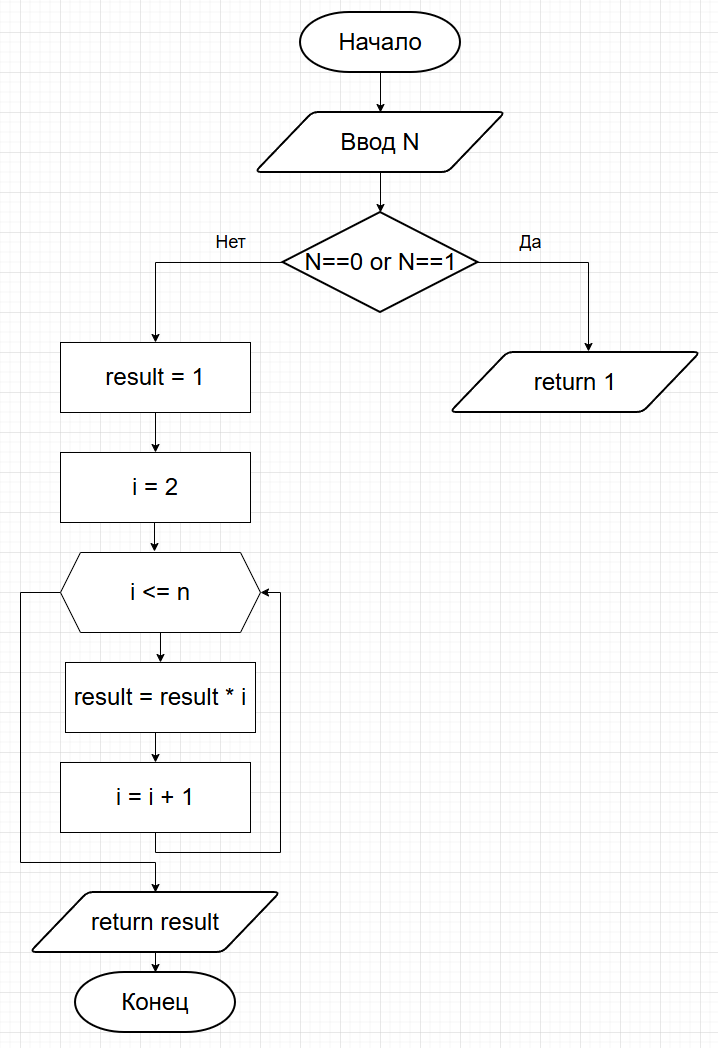 Начало
Ввод N
Нет
Да
N==0 or N==1
result = 1
return 1
i = 2
i <= n
result = result * i
i = i + 1
return result
Конец